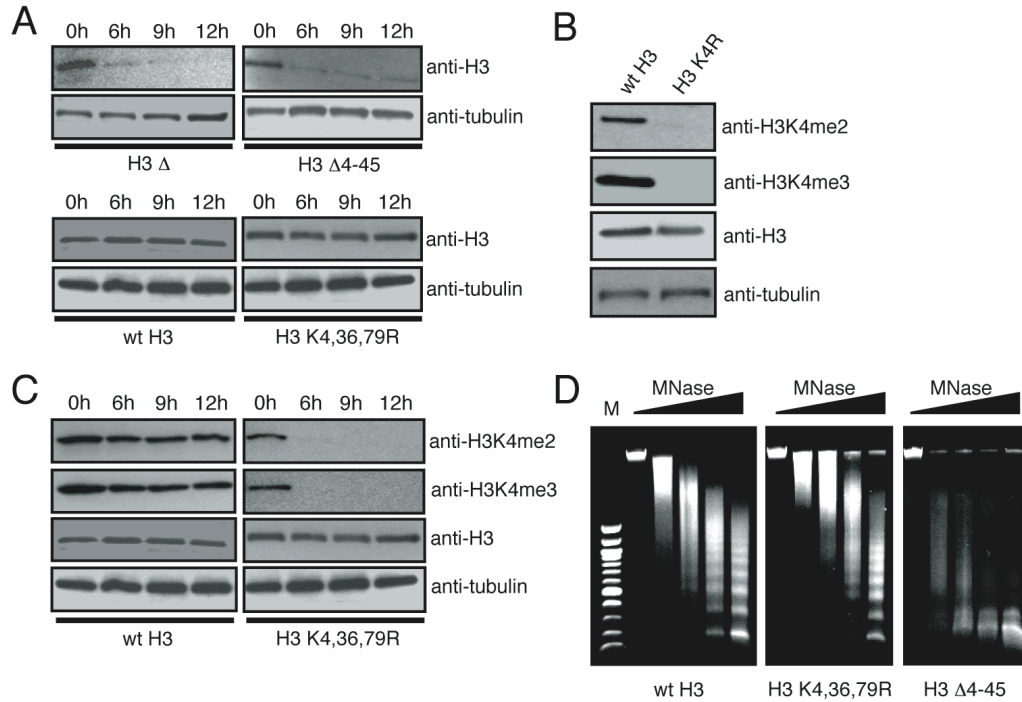 A
0h 6h 9h 12h 0h 6h 9h 12h
anti-H3
anti-tubulin
H3 Δ H3 Δ4-45
0h 6h 9h 12h 0h 6h 9h 12h
anti-H3
anti-tubulin
wt H3 H3 K4,36,79R
B
wt H3 H3 K4R
anti-H3K4me2
anti-H3K4me3
anti-H3
anti-tubulin
C
0h 6h 9h 12h 0h 6h 9h 12h
anti-H3K4me2
anti-H3K4me3
anti-H3
anti-tubulin
wt H3 H3 K4,36,79R
D
MNase MNase MNase
M
wt H3 H3 K4,36,79R H3 Δ4-45